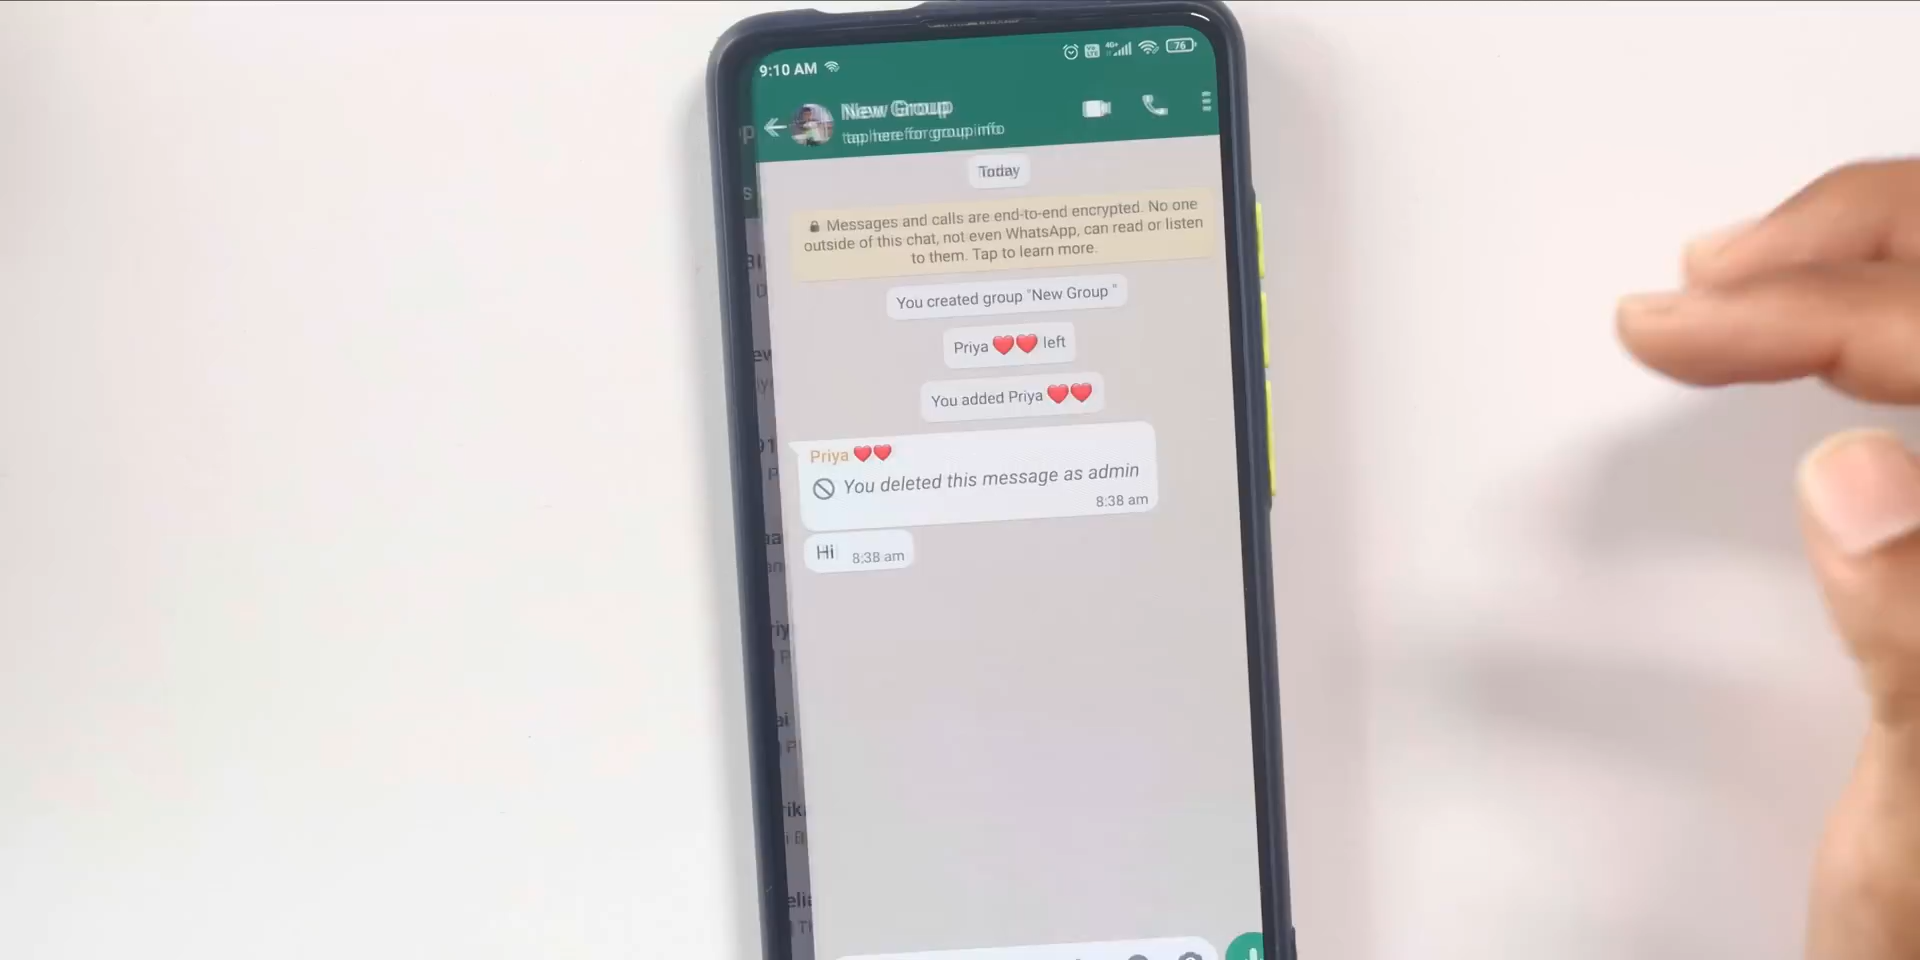 9:10 AM
4G+
76
New Group
tap here for group info
Today
Messages and calls are end-to-end encrypted. No one
outside of this chat, not even WhatsApp, can read or listen
to them. Tap to learn more.
You created group "New Group "
Priya ❤️❤️ left
You added Priya ❤️❤️
Priya ❤️❤️
You deleted this message as admin
8:38 am
Hi 8:38 am